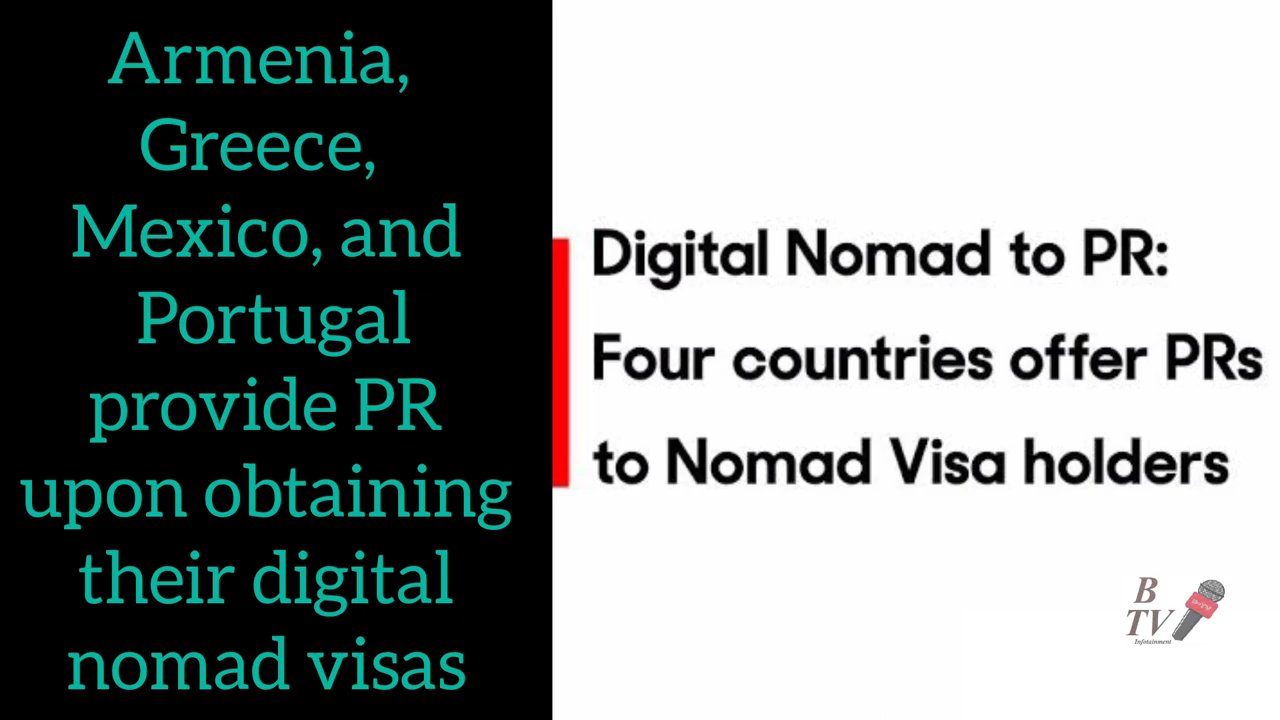 Armenia,
Greece,
Mexico, and
Portugal
provide PR
upon obtaining
their digital
nomad visas
Digital Nomad to PR:
Four countries offer PRs
to Nomad Visa holders
B
TV
Infotainment